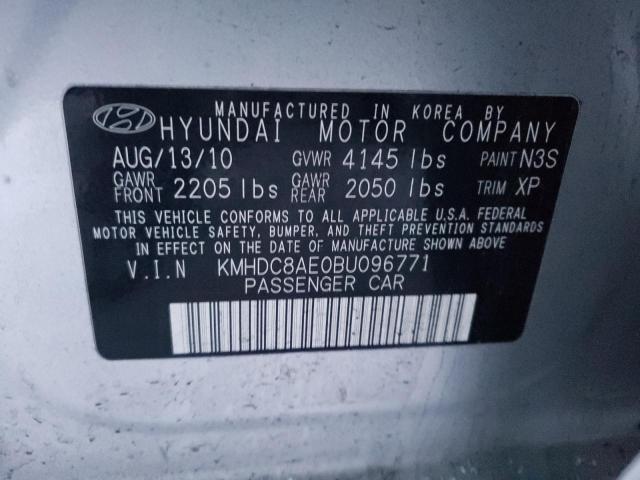 MANUFACTURED IN KOREA BY
HYUNDAI MOTOR COMPANY
AUG/13/10 GVWR 4145 lbs PAINT N3S
GAWR FRONT 2205 lbs GAWR REAR 2050 lbs TRIM XP
THIS VEHICLE CONFORMS TO ALL APPLICABLE U.S.A. FEDERAL
MOTOR VEHICLE SAFETY, BUMPER, AND THEFT PREVENTION STANDARDS
IN EFFECT ON THE DATE OF MANUFACTURE SHOWN ABOVE.
V.I.N KMHDC8AE0BU096771
PASSENGER CAR